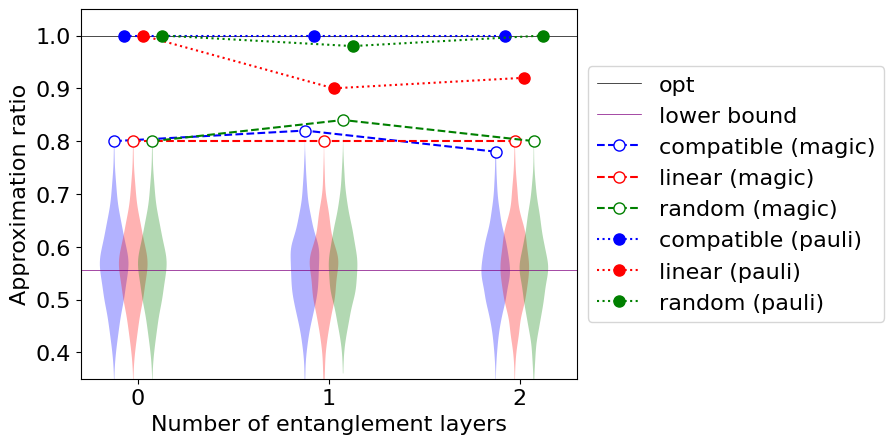 1.0
0.9
0.8
0.7
0.6
0.5
0.4
Approximation ratio
0 1 2
Number of entanglement layers
opt
lower bound
compatible (magic)
linear (magic)
random (magic)
compatible (pauli)
linear (pauli)
random (pauli)